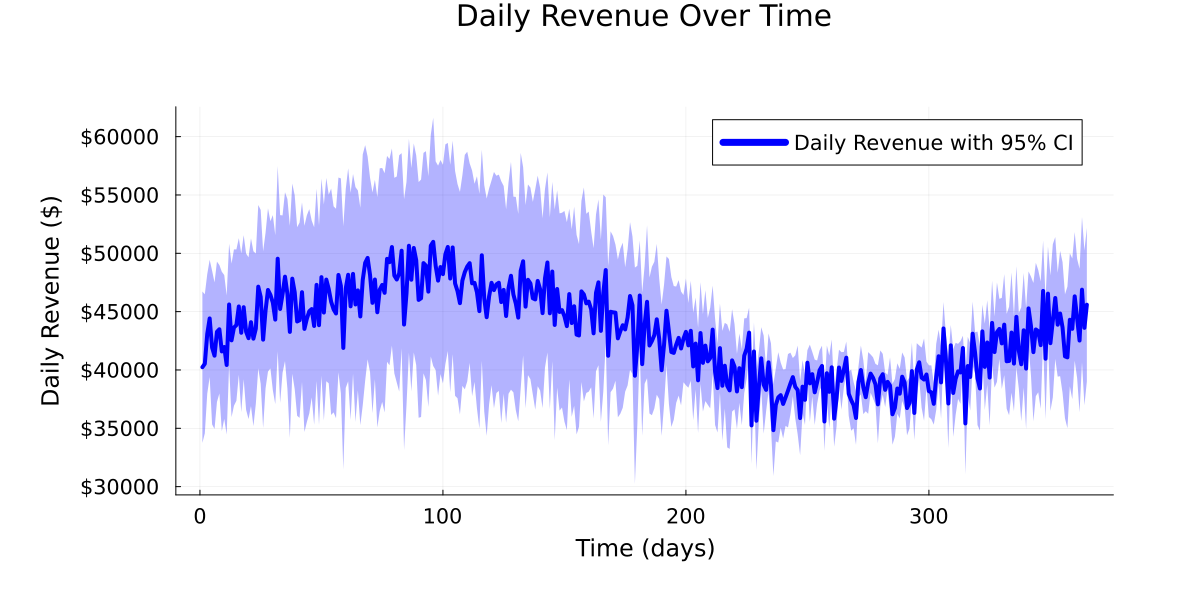 Daily Revenue Over Time
Daily Revenue with 95% CI
Daily Revenue ($)
$60000
$55000
$50000
$45000
$40000
$35000
$30000
0 100 200 300
Time (days)